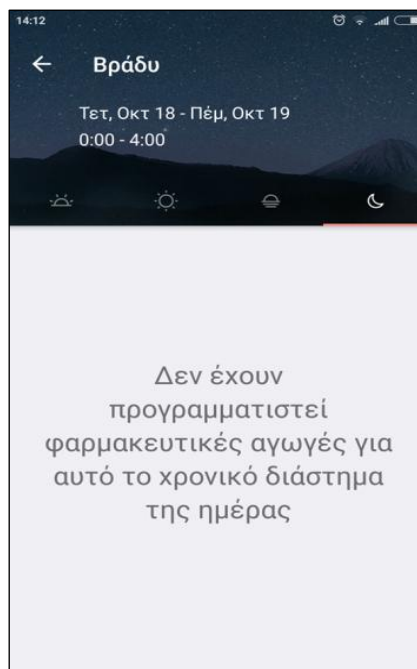 14:12
Βράδυ
Τετ, Οκτ 18 - Πέμ, Οκτ 19
0:00 - 4:00
Δεν έχουν
προγραμματιστεί
φαρμακευτικές αγωγές για
αυτό το χρονικό διάστημα
της ημέρας